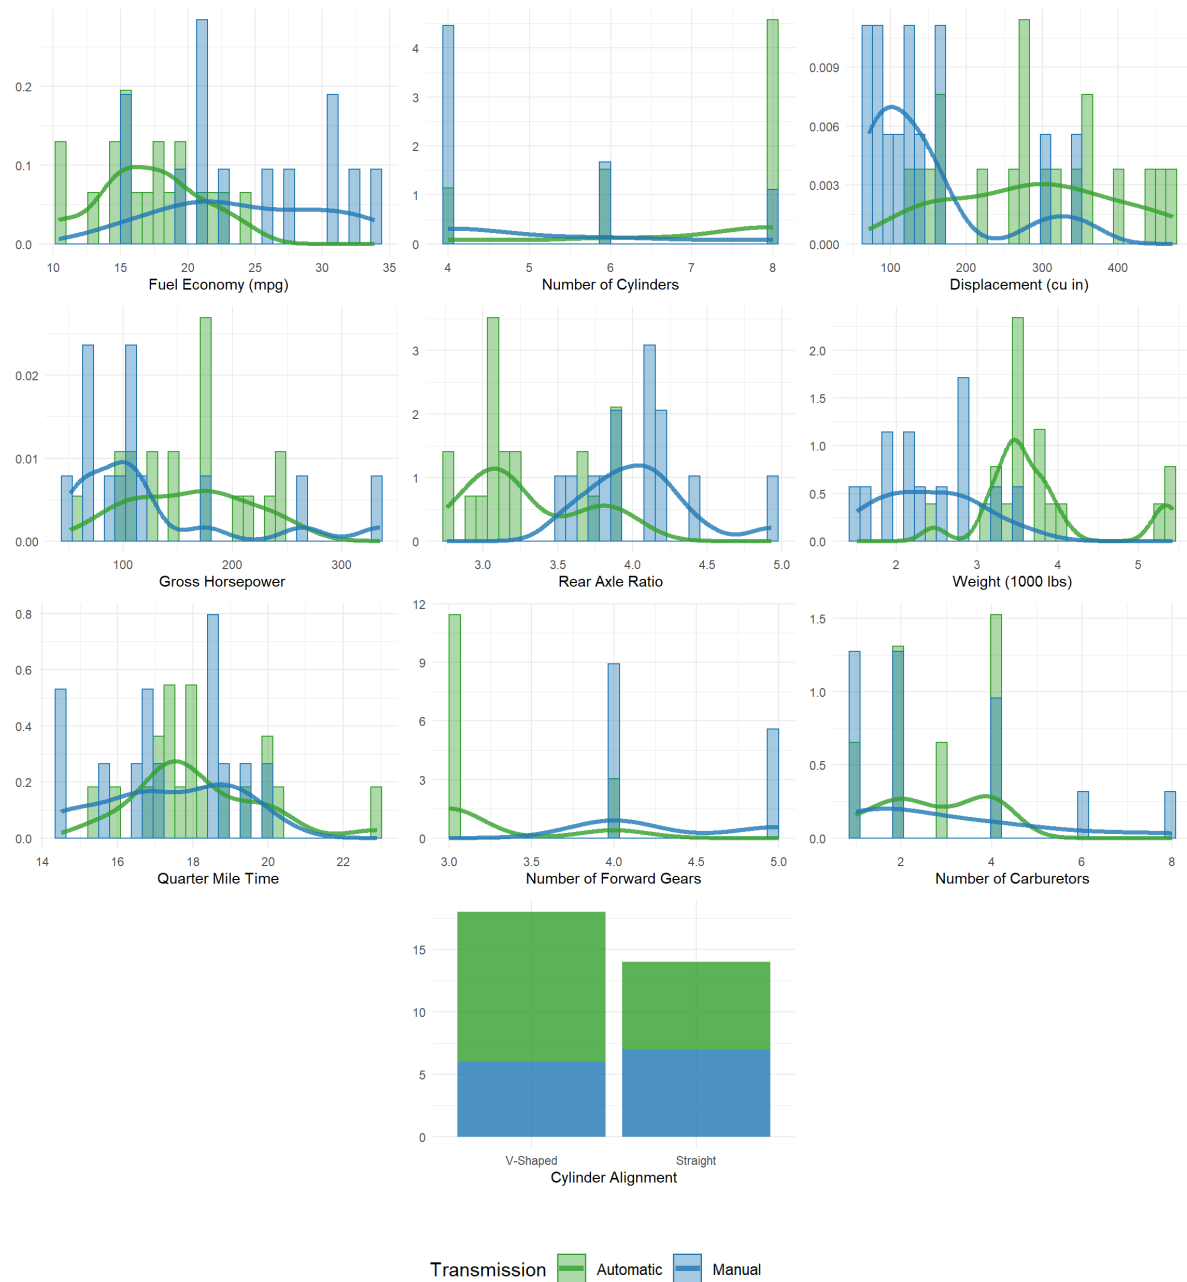 0.2
0.1
0.0
10 15 20 25 30 35
Fuel Economy (mpg)
4
3
2
1
0
4 5 6 7 8
Number of Cylinders
0.009
0.006
0.003
0.000
100 200 300 400
Displacement (cu in)
0.02
0.01
0.00
100 200 300
Gross Horsepower
3
2
1
0
3.0 3.5 4.0 4.5 5.0
Rear Axle Ratio
2.0
1.5
1.0
0.5
0.0
2 3 4 5
Weight (1000 lbs)
0.8
0.6
0.4
0.2
0.0
14 16 18 20 22
Quarter Mile Time
12
9
6
3
0
3.0 3.5 4.0 4.5 5.0
Number of Forward Gears
1.5
1.0
0.5
0.0
2 4 6 8
Number of Carburetors
15
10
5
0
V-Shaped Straight
Cylinder Alignment
Transmission Automatic Manual